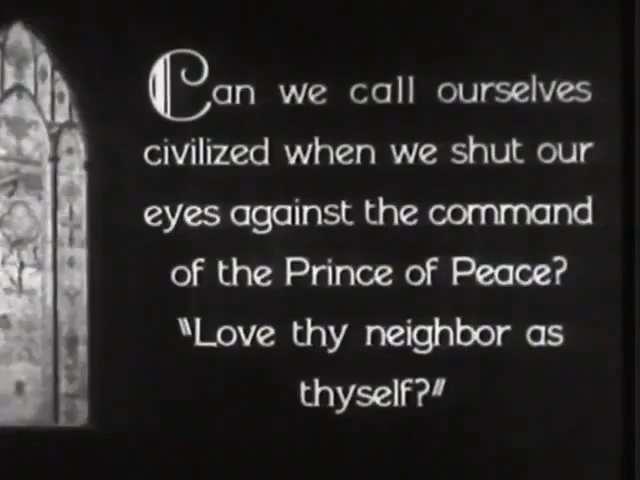 Can we call ourselves
civilized when we shut our
eyes against the command
of the Prince of Peace?
"Love thy neighbor as
thyself?"